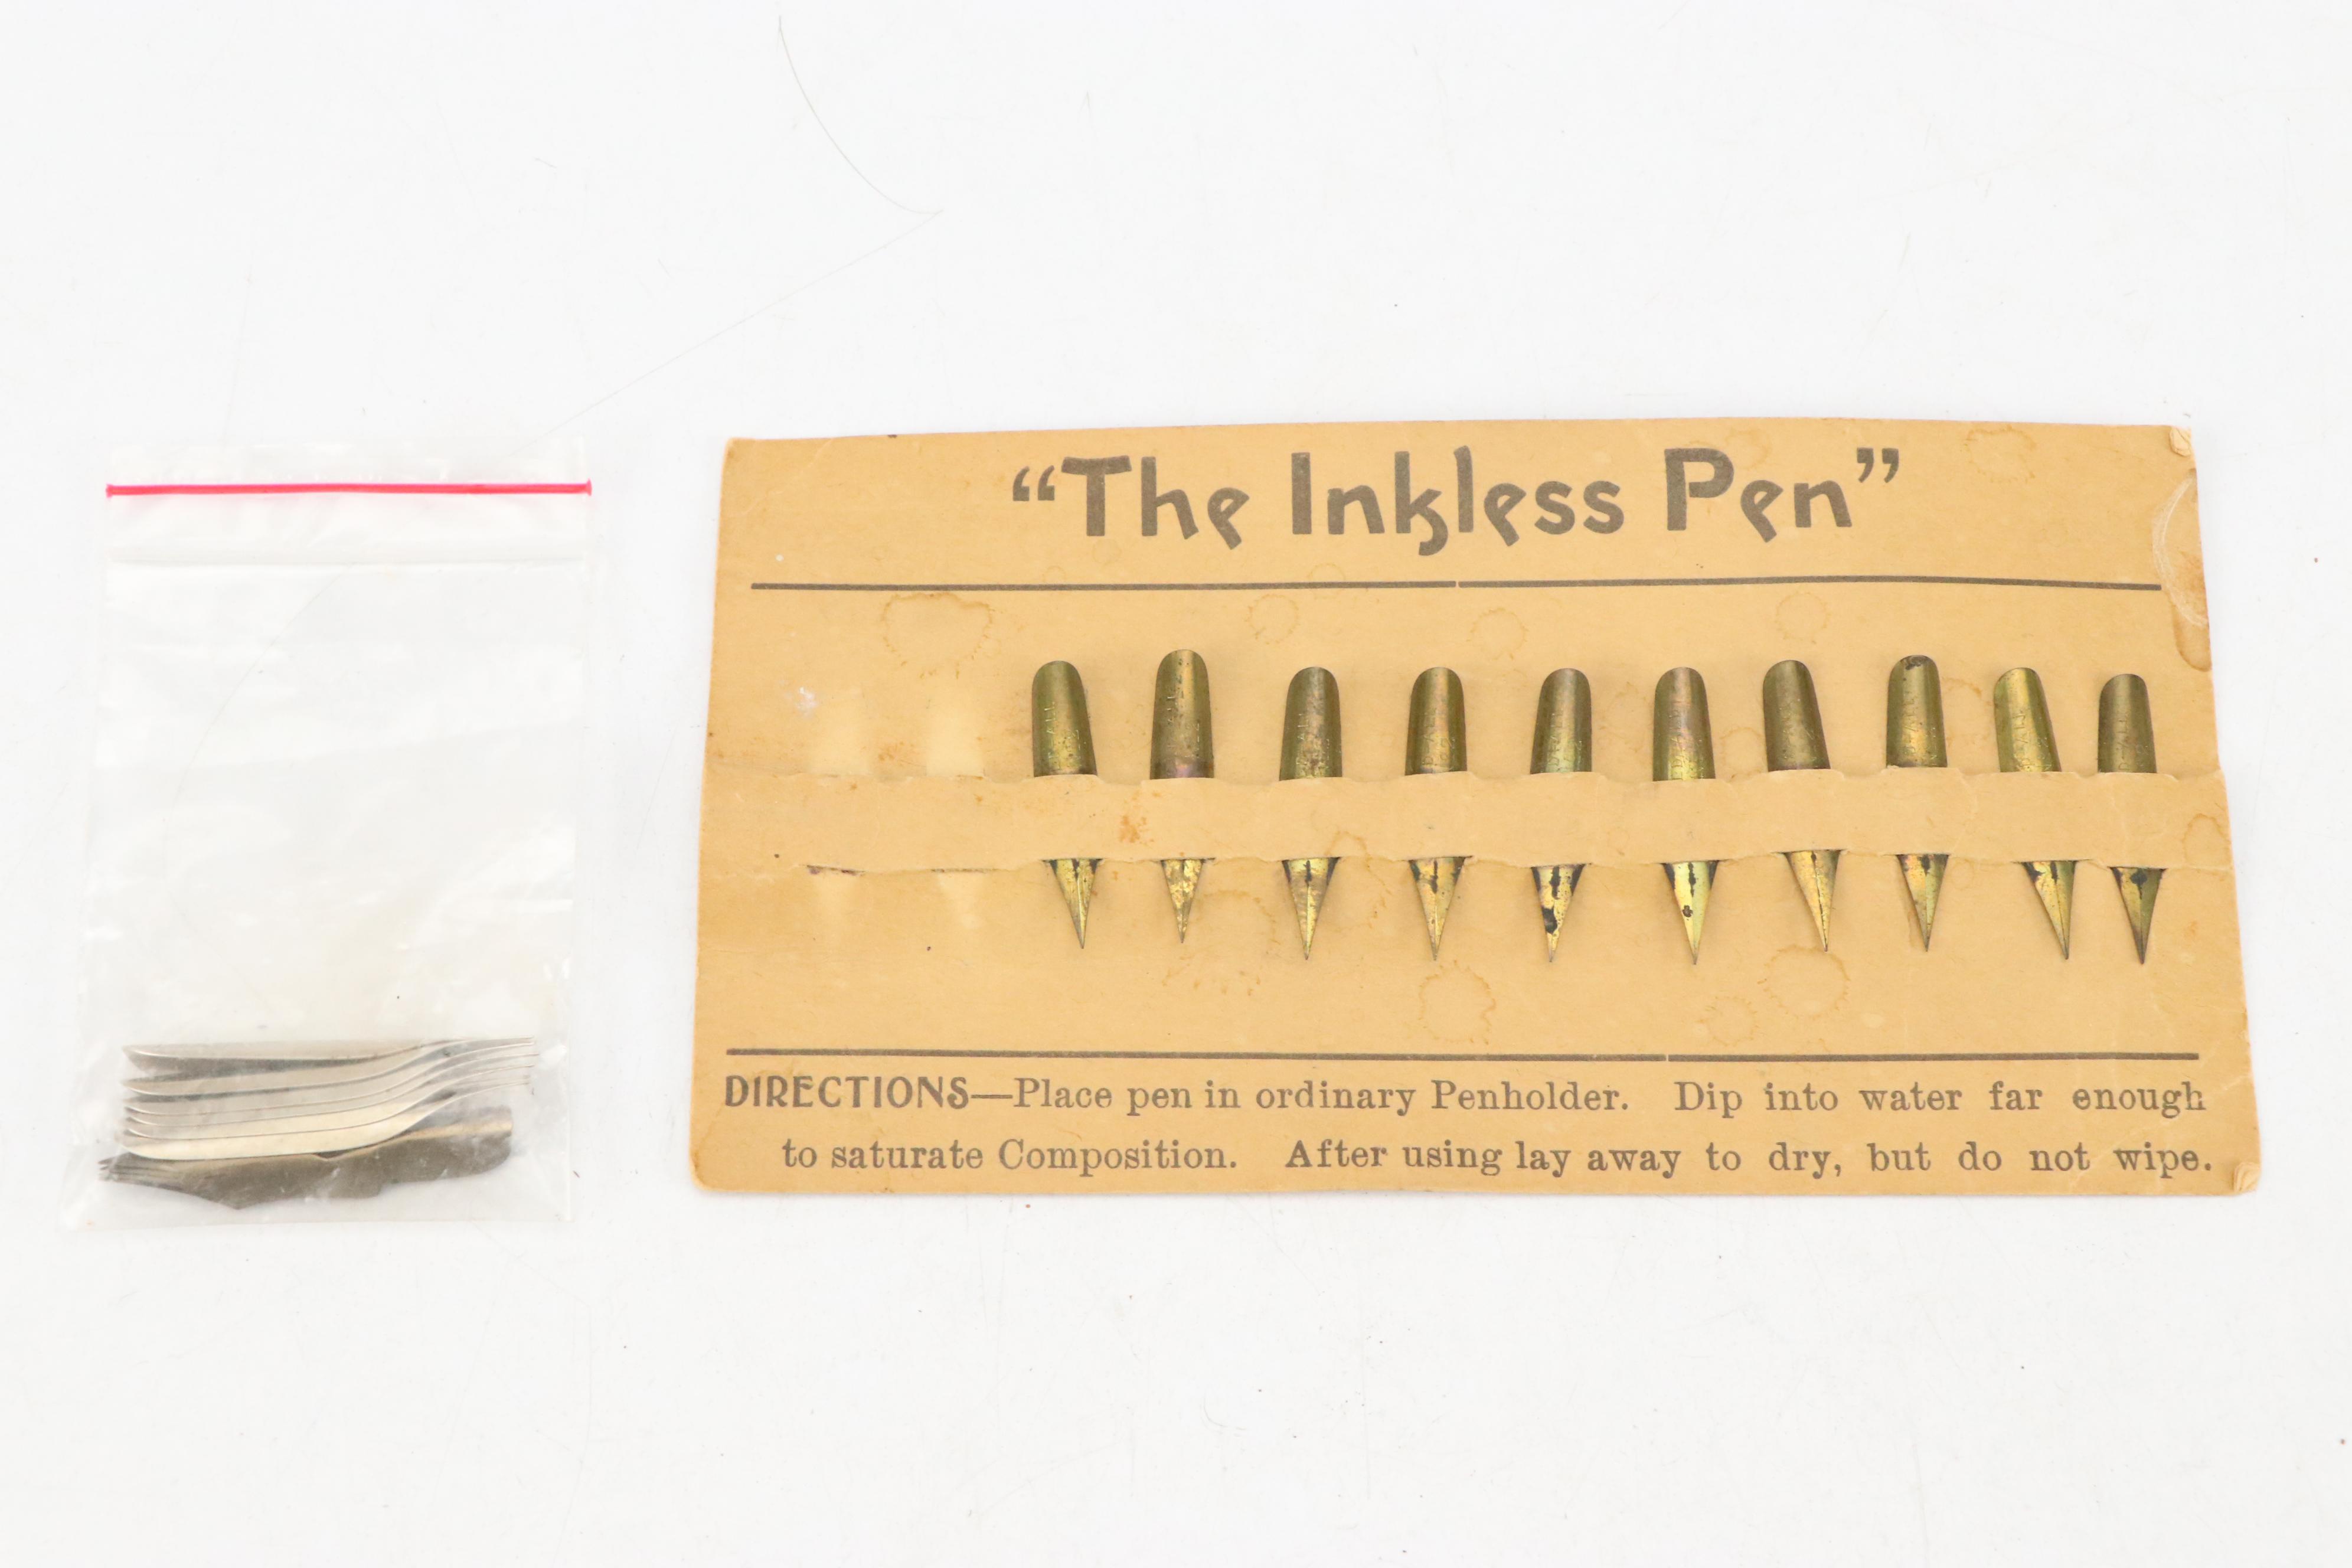 "The Inkless Pen"
DIRECTIONS—Place pen in ordinary Penholder. Dip into water far enough
to saturate Composition. After using lay away to dry, but do not wipe.